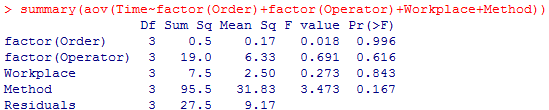 > summary(aov(Time~factor(Order)+factor(Operator)+Workplace+Method))
Df Sum Sq Mean Sq F value Pr(>F)
factor(Order) 3 0.5 0.17 0.018 0.996
factor(Operator) 3 19.0 6.33 0.691 0.616
Workplace 3 7.5 2.50 0.273 0.843
Method 3 95.5 31.83 3.473 0.167
Residuals 3 27.5 9.17